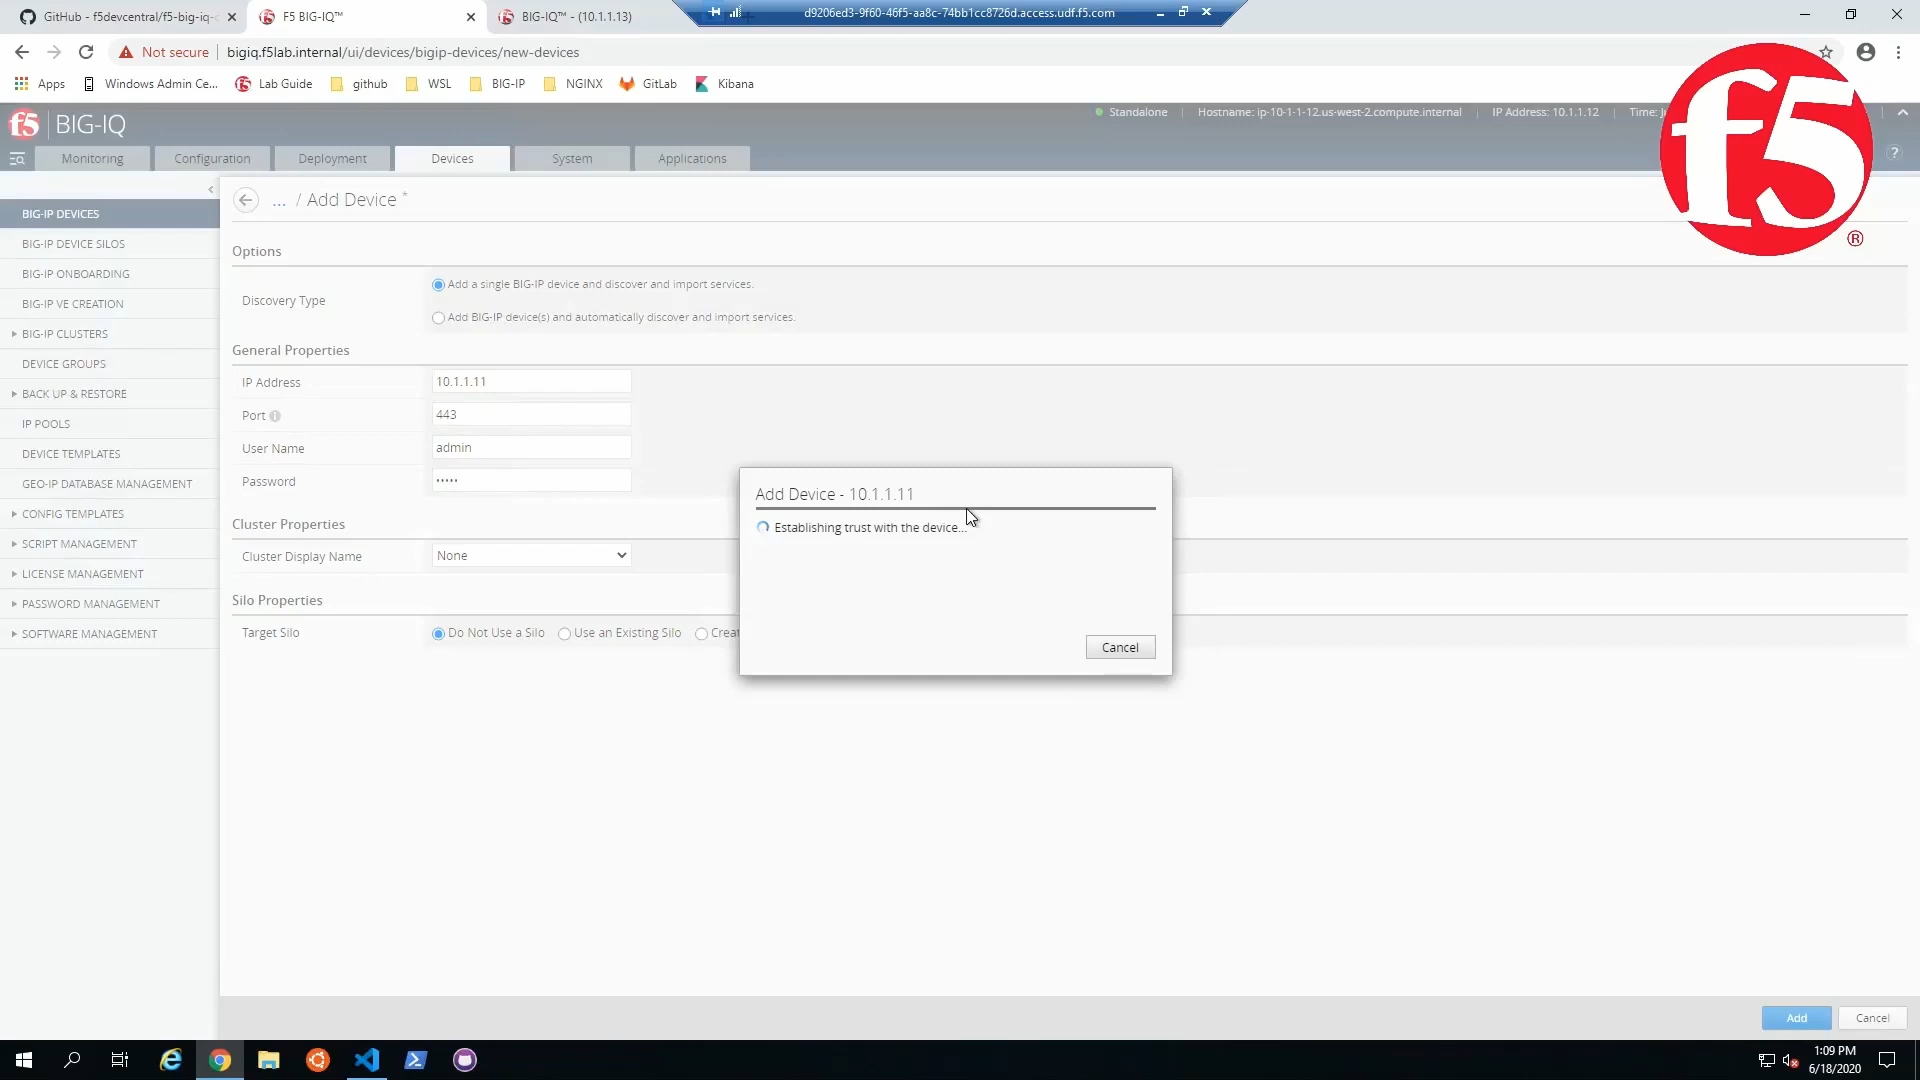 GitHub - f5devcentral/f5-big-iq-
F5 BIG-IQ™
BIG-IQ™ - (10.1.1.13)
d9206ed3-9f60-46f5-aa8c-74bb1cc8726d.access.udf.f5.com
Not secure
bigiq.f5lab.internal/ui/devices/bigip-devices/new-devices
Apps
Windows Admin Ce...
Lab Guide
github
WSL
BIG-IP
NGINX
GitLab
Kibana
f5
BIG-IQ
Standalone
Hostname: ip-10-1-1-12.us-west-2.compute.internal
IP Address: 10.1.1.12
Time:
f5
®
Monitoring
Configuration
Deployment
Devices
System
Applications
?
BIG-IP DEVICES
BIG-IP DEVICE SILOS
BIG-IP ONBOARDING
BIG-IP VE CREATION
BIG-IP CLUSTERS
DEVICE GROUPS
BACK UP & RESTORE
IP POOLS
DEVICE TEMPLATES
GEO-IP DATABASE MANAGEMENT
CONFIG TEMPLATES
SCRIPT MANAGEMENT
LICENSE MANAGEMENT
PASSWORD MANAGEMENT
SOFTWARE MANAGEMENT
... / Add Device *
Options
Discovery Type
Add a single BIG-IP device and discover and import services.
Add BIG-IP device(s) and automatically discover and import services.
General Properties
IP Address
10.1.1.11
Port
443
User Name
admin
Password
•••••
Cluster Properties
Cluster Display Name
None
Silo Properties
Target Silo
Do Not Use a Silo
Use an Existing Silo
Creat
Add Device - 10.1.1.11
Establishing trust with the device...
Cancel
Add
Cancel
1:09 PM
6/18/2020